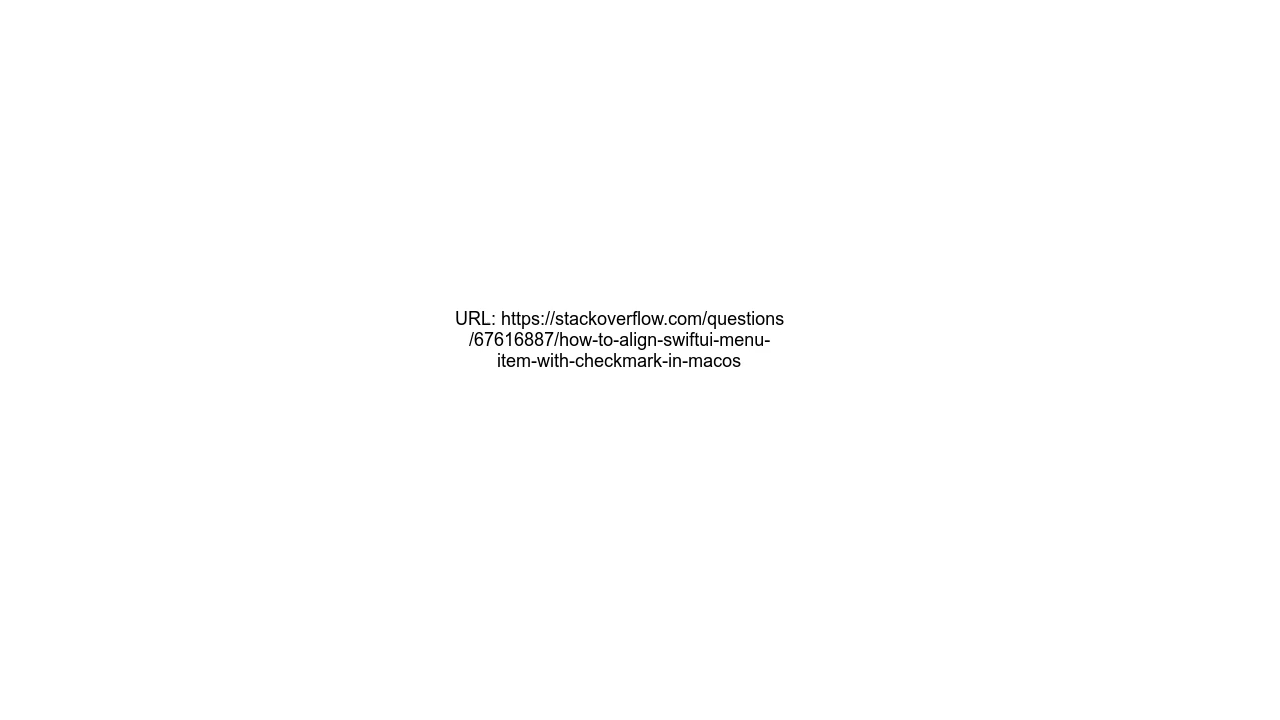 URL: https://stackoverflow.com/questions
/67616887/how-to-align-swiftui-menu-
item-with-checkmark-in-macos